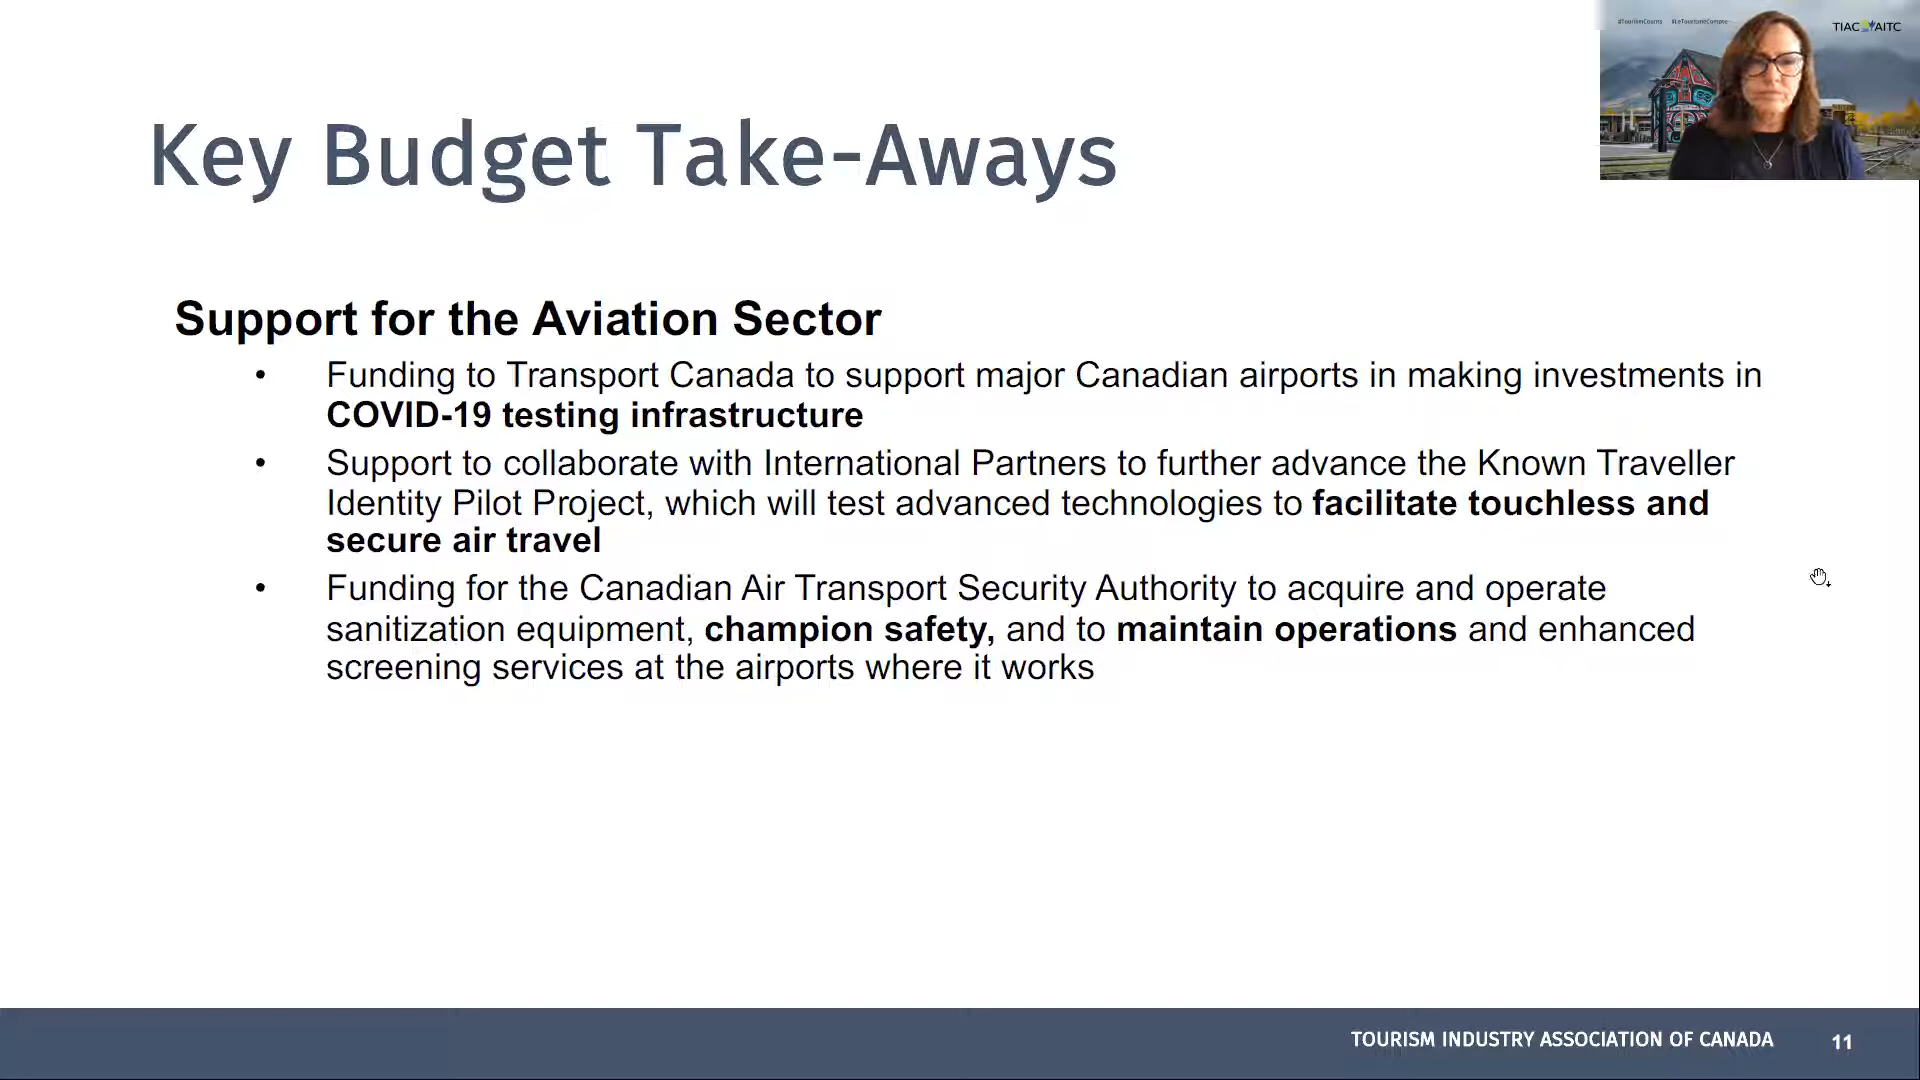 #TourismCounts #LeTourismeCompte
TIAC AITC
Key Budget Take-Aways
Support for the Aviation Sector
• Funding to Transport Canada to support major Canadian airports in making investments in
COVID-19 testing infrastructure
• Support to collaborate with International Partners to further advance the Known Traveller
Identity Pilot Project, which will test advanced technologies to facilitate touchless and
secure air travel
• Funding for the Canadian Air Transport Security Authority to acquire and operate
sanitization equipment, champion safety, and to maintain operations and enhanced
screening services at the airports where it works
TOURISM INDUSTRY ASSOCIATION OF CANADA 11